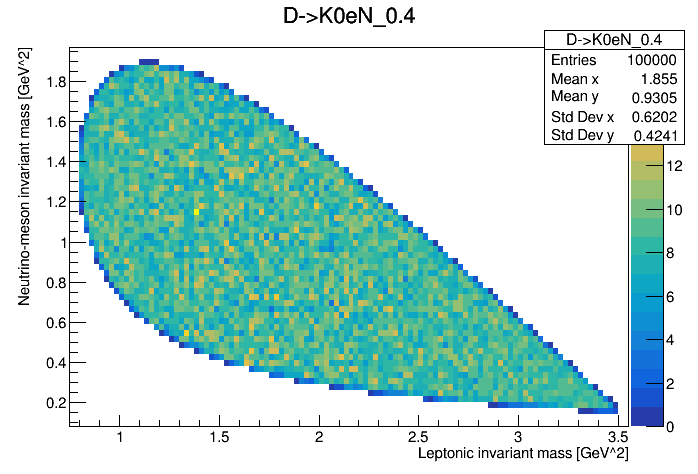 D->K0eN_0.4
D->K0eN_0.4
Entries 100000
Mean x 1.855
Mean y 0.9305
Std Dev x 0.6202
Std Dev y 0.4241
Neutrino-meson invariant mass [GeV^2]
1.8
1.6
1.4
1.2
1
0.8
0.6
0.4
0.2
1 1.5 2 2.5 3 3.5
Leptonic invariant mass [GeV^2]
12
10
8
6
4
2
0